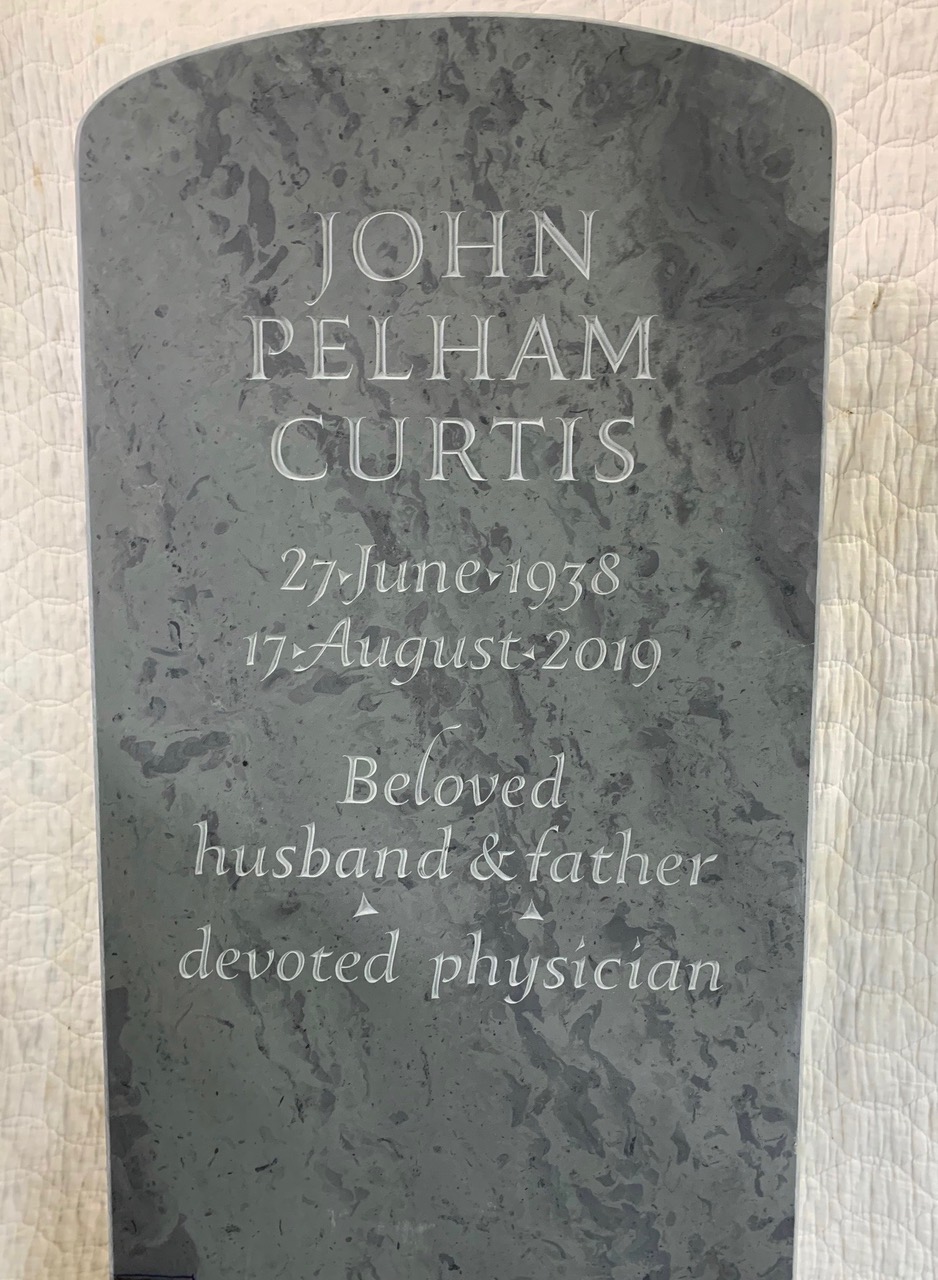 JOHN
PELHAM
CURTIS
27·June·1938
17·August·2019
Beloved
husband & father
devoted physician